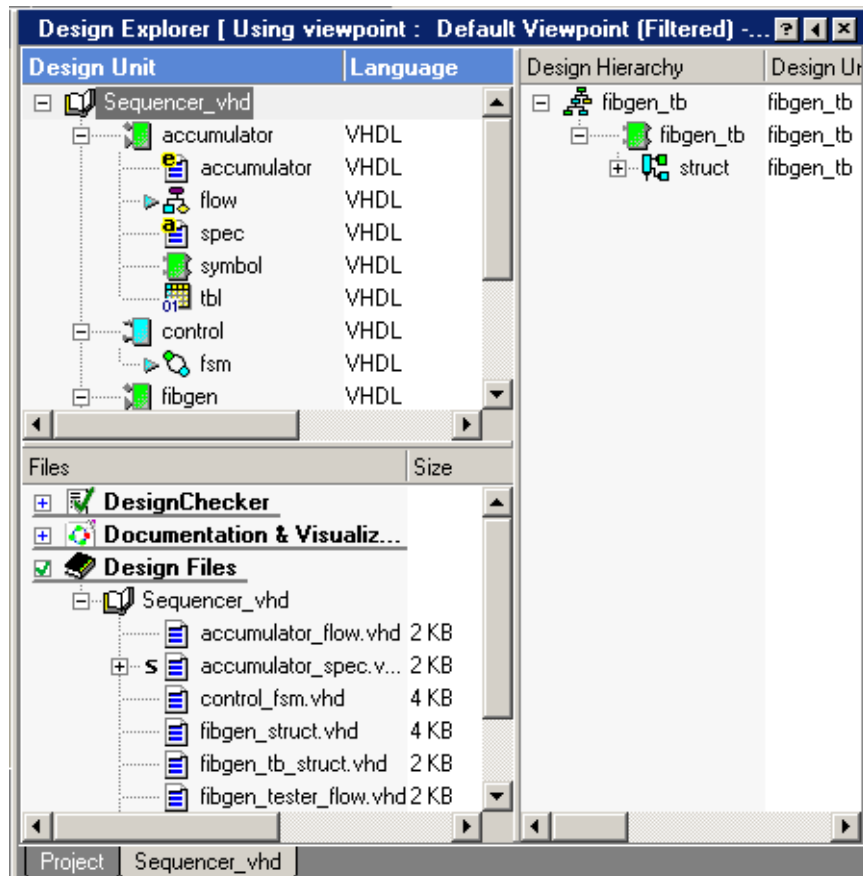 Design Explorer [ Using viewpoint : Default Viewpoint (Filtered) -...
Design Unit Language
Sequencer_vhd
accumulator VHDL
accumulator VHDL
flow VHDL
spec VHDL
symbol VHDL
tbl VHDL
control VHDL
fsm VHDL
fibgen VHDL
Files Size
DesignChecker
Documentation & Visualiz...
Design Files
Sequencer_vhd
accumulator_flow.vhd 2 KB
S accumulator_spec.v... 2 KB
control_fsm.vhd 4 KB
fibgen_struct.vhd 4 KB
fibgen_tb_struct.vhd 2 KB
fibgen_tester_flow.vhd 2 KB
Design Hierarchy Design Un
fibgen_tb fibgen_tb
fibgen_tb fibgen_tb
struct fibgen_tb
Project Sequencer_vhd